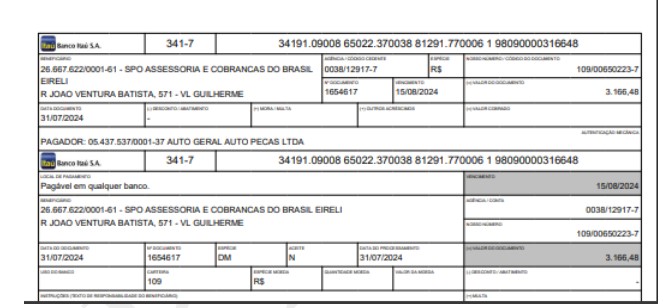 Itaú Banco Itaú S.A. 341-7 34191.09008 65022.370038 81291.770006 1 98090000316648
BENEFICIÁRIO AGÊNCIA / CÓDIGO CEDENTE ESPÉCIE NOSSO NÚMERO / CÓDIGO DO DOCUMENTO
26.667.622/0001-61 - SPO ASSESSORIA E COBRANCAS DO BRASIL 0038/12917-7 R$ 109/00650223-7
EIRELI Nº DOCUMENTO VENCIMENTO (=) VALOR DO DOCUMENTO
R JOAO VENTURA BATISTA, 571 - VL GUILHERME 1654617 15/08/2024 3.166,48
DATA DOCUMENTO (-) DESCONTO / ABATIMENTO (+) MORA / MULTA (+) OUTROS ACRÉSCIMOS (=) VALOR COBRADO
31/07/2024 -
AUTENTICAÇÃO MECÂNICA
PAGADOR: 05.437.537/0001-37 AUTO GERAL AUTO PECAS LTDA
Itaú Banco Itaú S.A. 341-7 34191.09008 65022.370038 81291.770006 1 98090000316648
LOCAL DE PAGAMENTO VENCIMENTO
Pagável em qualquer banco. 15/08/2024
BENEFICIÁRIO AGÊNCIA / CONTA
26.667.622/0001-61 - SPO ASSESSORIA E COBRANCAS DO BRASIL EIRELI 0038/12917-7
R JOAO VENTURA BATISTA, 571 - VL GUILHERME NOSSO NÚMERO
109/00650223-7
DATA DO DOCUMENTO Nº DOCUMENTO ESPÉCIE ACEITE DATA DO PROCESSAMENTO (=) VALOR DO DOCUMENTO
31/07/2024 1654617 DM N 31/07/2024 3.166,48
USO DO BANCO CARTEIRA ESPÉCIE MOEDA QUANTIDADE MOEDA VALOR DA MOEDA (-) DESCONTO / ABATIMENTO
109 R$ -
INSTRUÇÕES (TEXTO DE RESPONSABILIDADE DO BENEFICIÁRIO) (+) MULTA